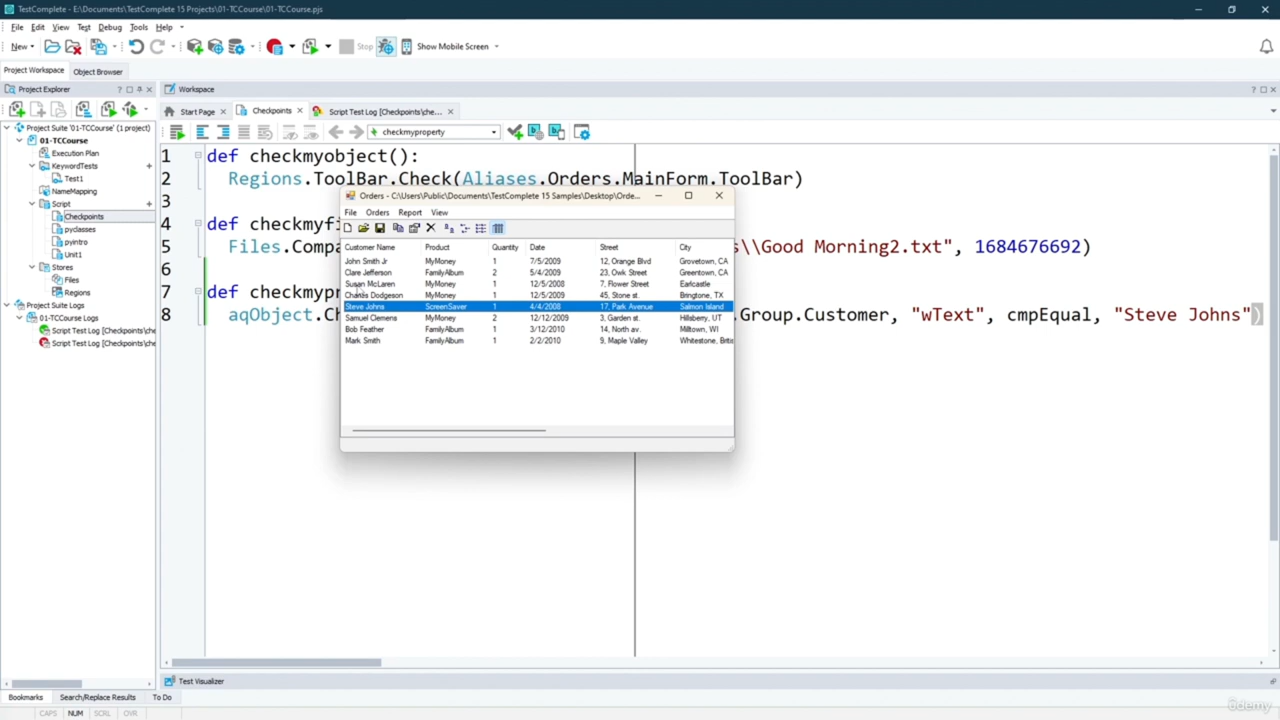 TestComplete - E:\Documents\TestComplete 15 Projects\01-TCCourse\01-TCCourse.pjs
File Edit View Test Debug Tools Help
New Stop Show Mobile Screen
Project Workspace Object Browser
Project Explorer
Workspace
Start Page Checkpoints Script Test Log [Checkpoints\che...
checkmyproperty
Project Suite '01-TCCourse' (1 project)
01-TCCourse
Execution Plan
KeywordTests
Test1
NameMapping
Script
Checkpoints
pyclasses
pyintro
Unit1
Stores
Files
Regions
Project Suite Logs
01-TCCourse Logs
Script Test Log [Checkpoints\che
Script Test Log [Checkpoints\che
1 def checkmyobject():
2 Regions.ToolBar.Check(Aliases.Orders.MainForm.ToolBar)
3
4 def checkmyfi
5 Files.Compa s\\Good Morning2.txt", 1684676692)
6
7 def checkmypr
8 aqObject.Ch .Group.Customer, "wText", cmpEqual, "Steve Johns")
Orders - C:\Users\Public\Documents\TestComplete 15 Samples\Desktop\Orde...
File Orders Report View
Customer Name Product Quantity Date Street City
John Smith Jr MyMoney 1 7/5/2009 12, Orange Blvd Grovetown, CA
Clare Jefferson FamilyAlbum 2 5/4/2009 23, Owk Street Greentown, CA
Susan McLaren MyMoney 1 12/5/2008 7, Flower Street Earlcastle
Charles Dodgeson MyMoney 1 12/5/2009 45, Stone st. Bringtone, TX
Steve Johns ScreenSaver 1 4/4/2008 17, Park Avenue Salmon Island
Samuel Clemens MyMoney 2 12/12/2009 3, Garden st. Hillsberry, UT
Bob Feather FamilyAlbum 1 3/12/2010 14, North av. Milltown, WI
Mark Smith FamilyAlbum 1 2/2/2010 9, Maple Valley Whitestone, Briti
Test Visualizer
Bookmarks Search/Replace Results To Do
CAPS NUM SCRL OVR
ûdemy